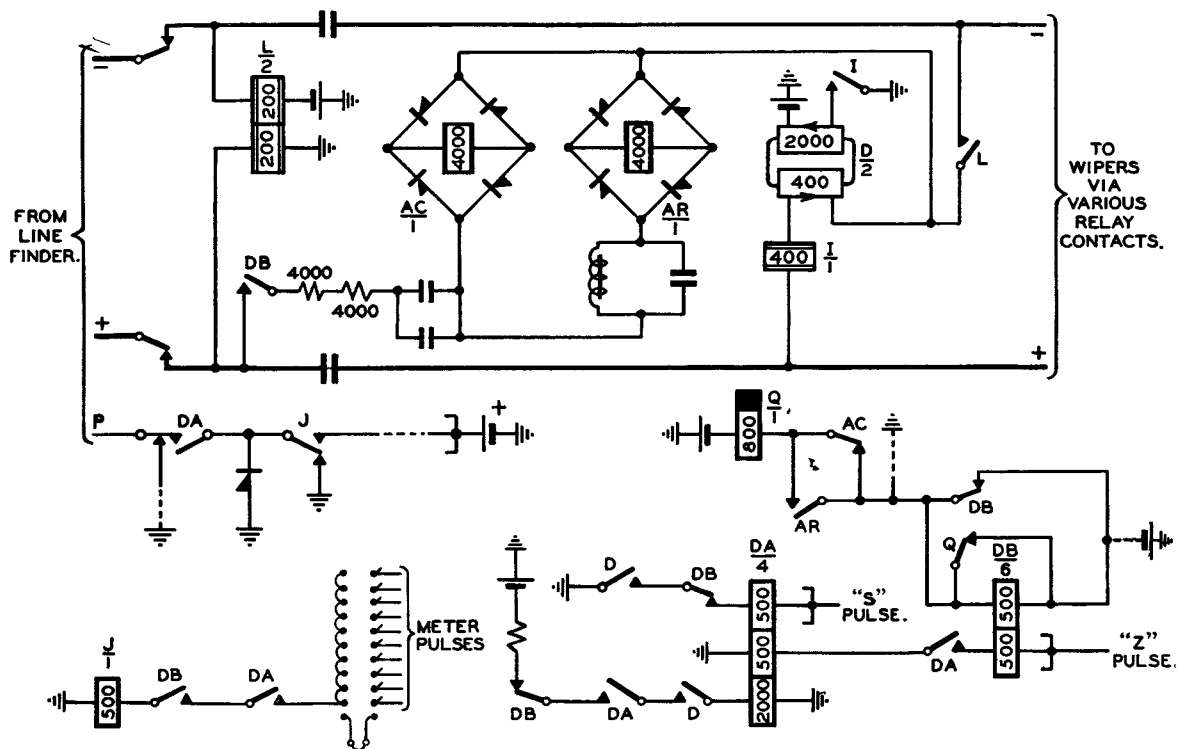 FROM
LINE
FINDER.
−
+
P
L
2
200
200
4000
AC
1
4000
AR
1
I
2000
D
2
400
400
I
1
L
−
+
TO
WIPERS
VIA
VARIOUS
RELAY
CONTACTS.
DB
4000
4000
DA
J
+
Q
1
800
AC
AR
DB
Q
DB
6
500
500
DA
"Z"
PULSE.
DA
4
500
500
2000
"S"
PULSE.
D
DB
DB
DA
D
METER
PULSES
J
1
500
DB
DA